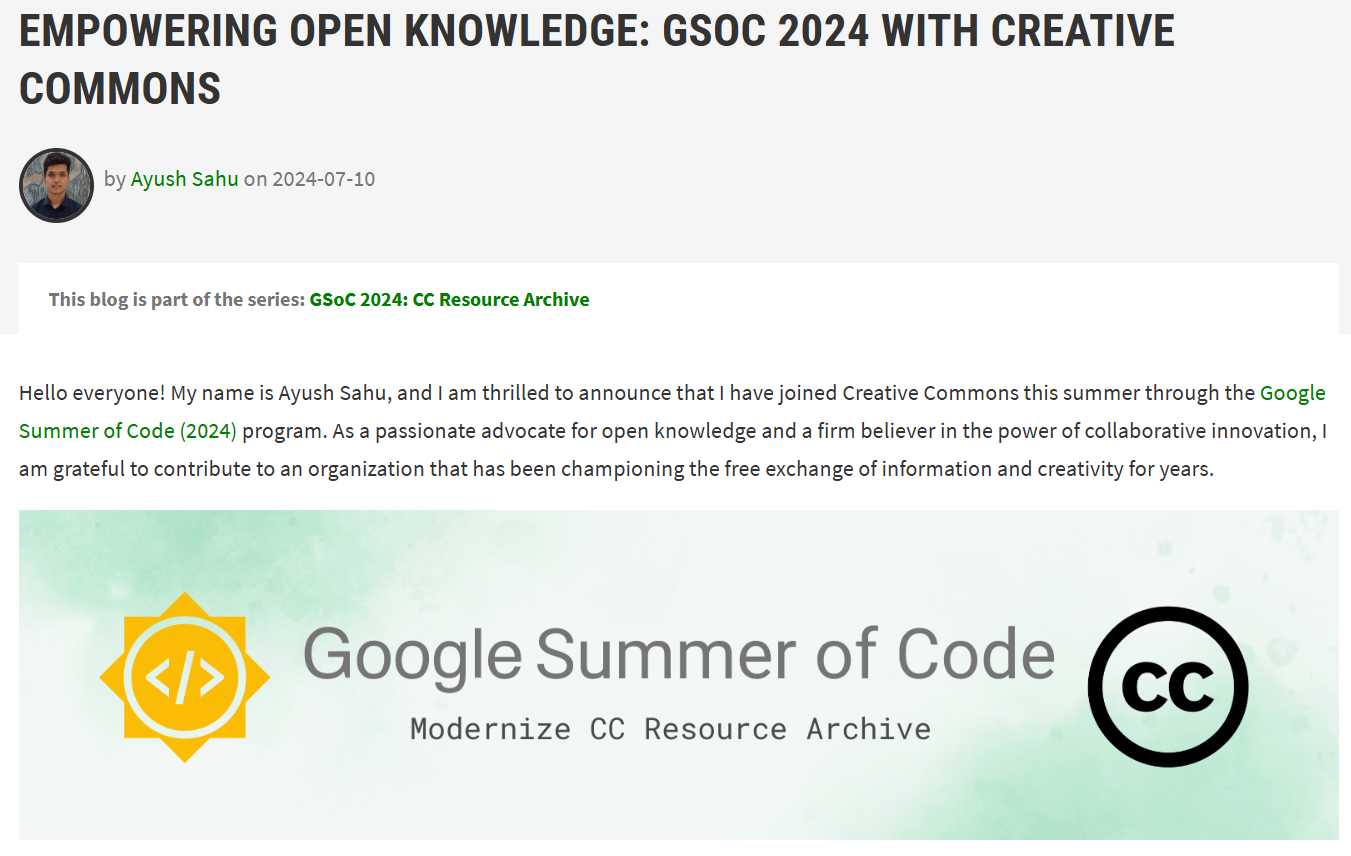 EMPOWERING OPEN KNOWLEDGE: GSOC 2024 WITH CREATIVE
COMMONS
by Ayush Sahu on 2024-07-10
This blog is part of the series: GSoC 2024: CC Resource Archive
Hello everyone! My name is Ayush Sahu, and I am thrilled to announce that I have joined Creative Commons this summer through the Google
Summer of Code (2024) program. As a passionate advocate for open knowledge and a firm believer in the power of collaborative innovation, I
am grateful to contribute to an organization that has been championing the free exchange of information and creativity for years.
</>
Google Summer of Code
Modernize CC Resource Archive
CC